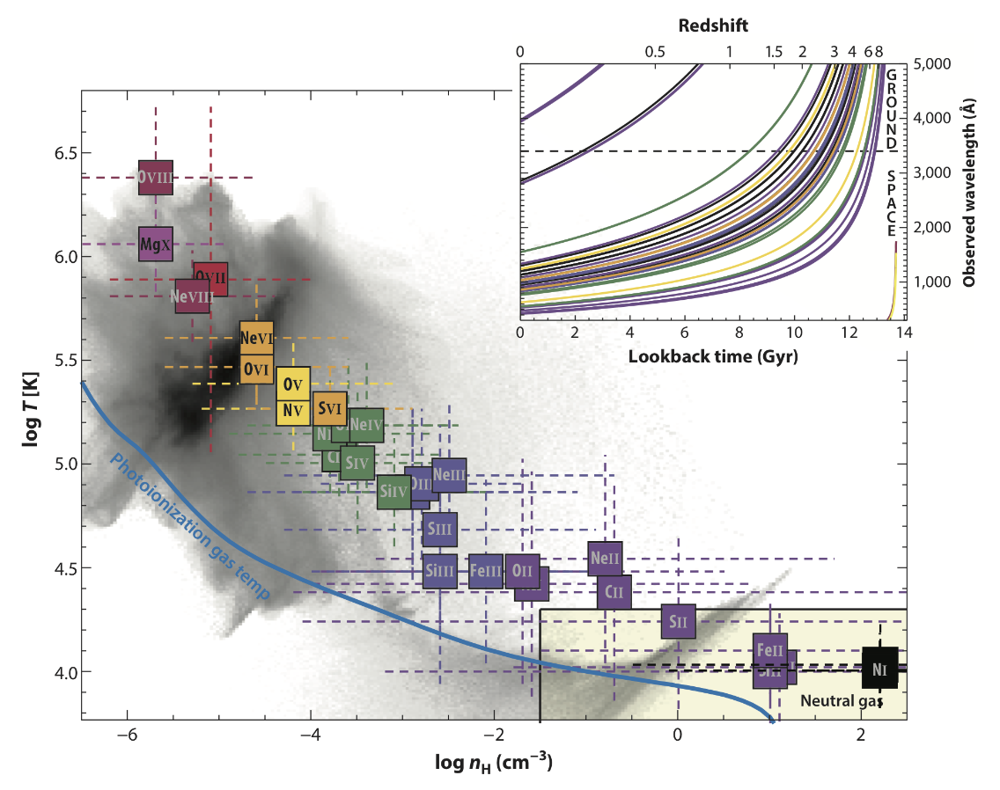 Redshift
0 0.5 1 1.5 2 3 4 6 8
5,000
4,000
3,000
2,000
1,000
Observed wavelength (Å)
GROUND
SPACE
0 2 4 6 8 10 12 14
Lookback time (Gyr)
log T [K]
6.5
6.0
5.5
5.0
4.5
4.0
OVIII
MgX
OVII
NeVIII
NeVI
OVI
OV
NV
SVI
NeIV
SIV
SiIV
NeIII
SIII
SiIII
FeIII
OII
NeII
CII
SII
FeII
NI
Photoionization gas temp
Neutral gas
−6 −4 −2 0 2
log nH (cm−3)